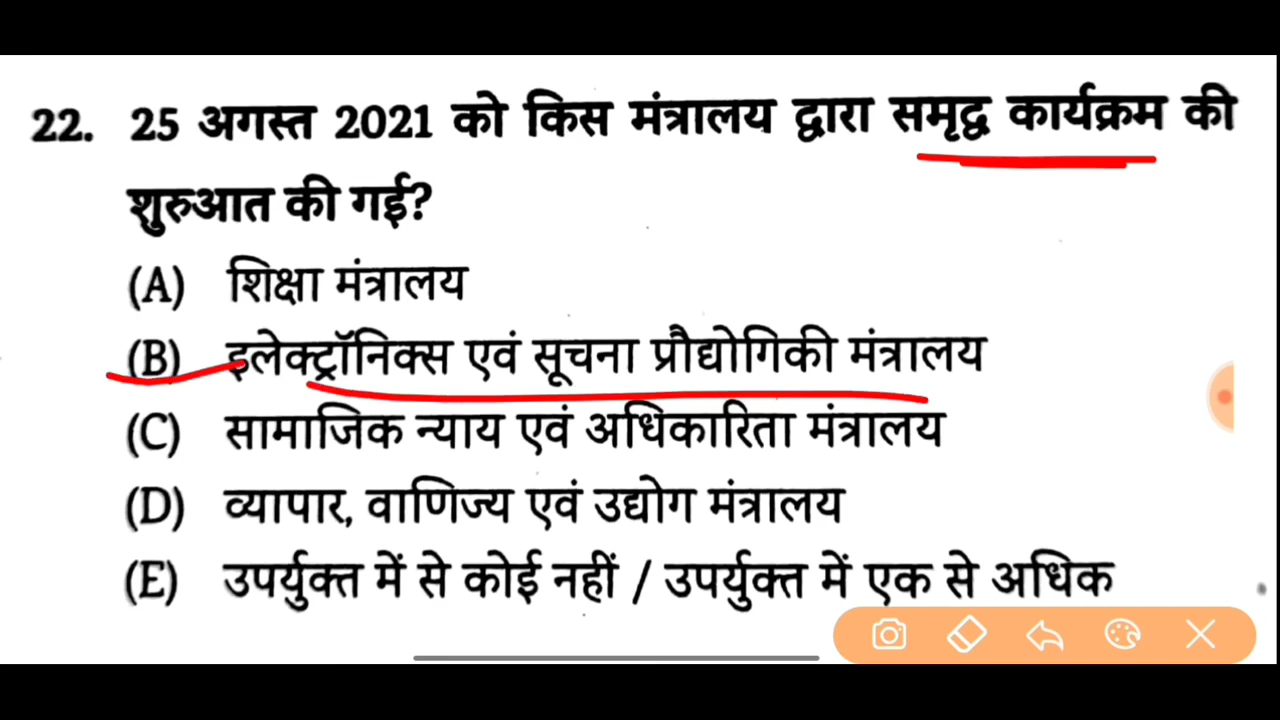 22. 25 अगस्त 2021 को किस मंत्रालय द्वारा समृद्ध कार्यक्रम की
शुरुआत की गई?
(A) शिक्षा मंत्रालय
(B) इलेक्ट्रॉनिक्स एवं सूचना प्रौद्योगिकी मंत्रालय
(C) सामाजिक न्याय एवं अधिकारिता मंत्रालय
(D) व्यापार, वाणिज्य एवं उद्योग मंत्रालय
(E) उपर्युक्त में से कोई नहीं / उपर्युक्त में एक से अधिक